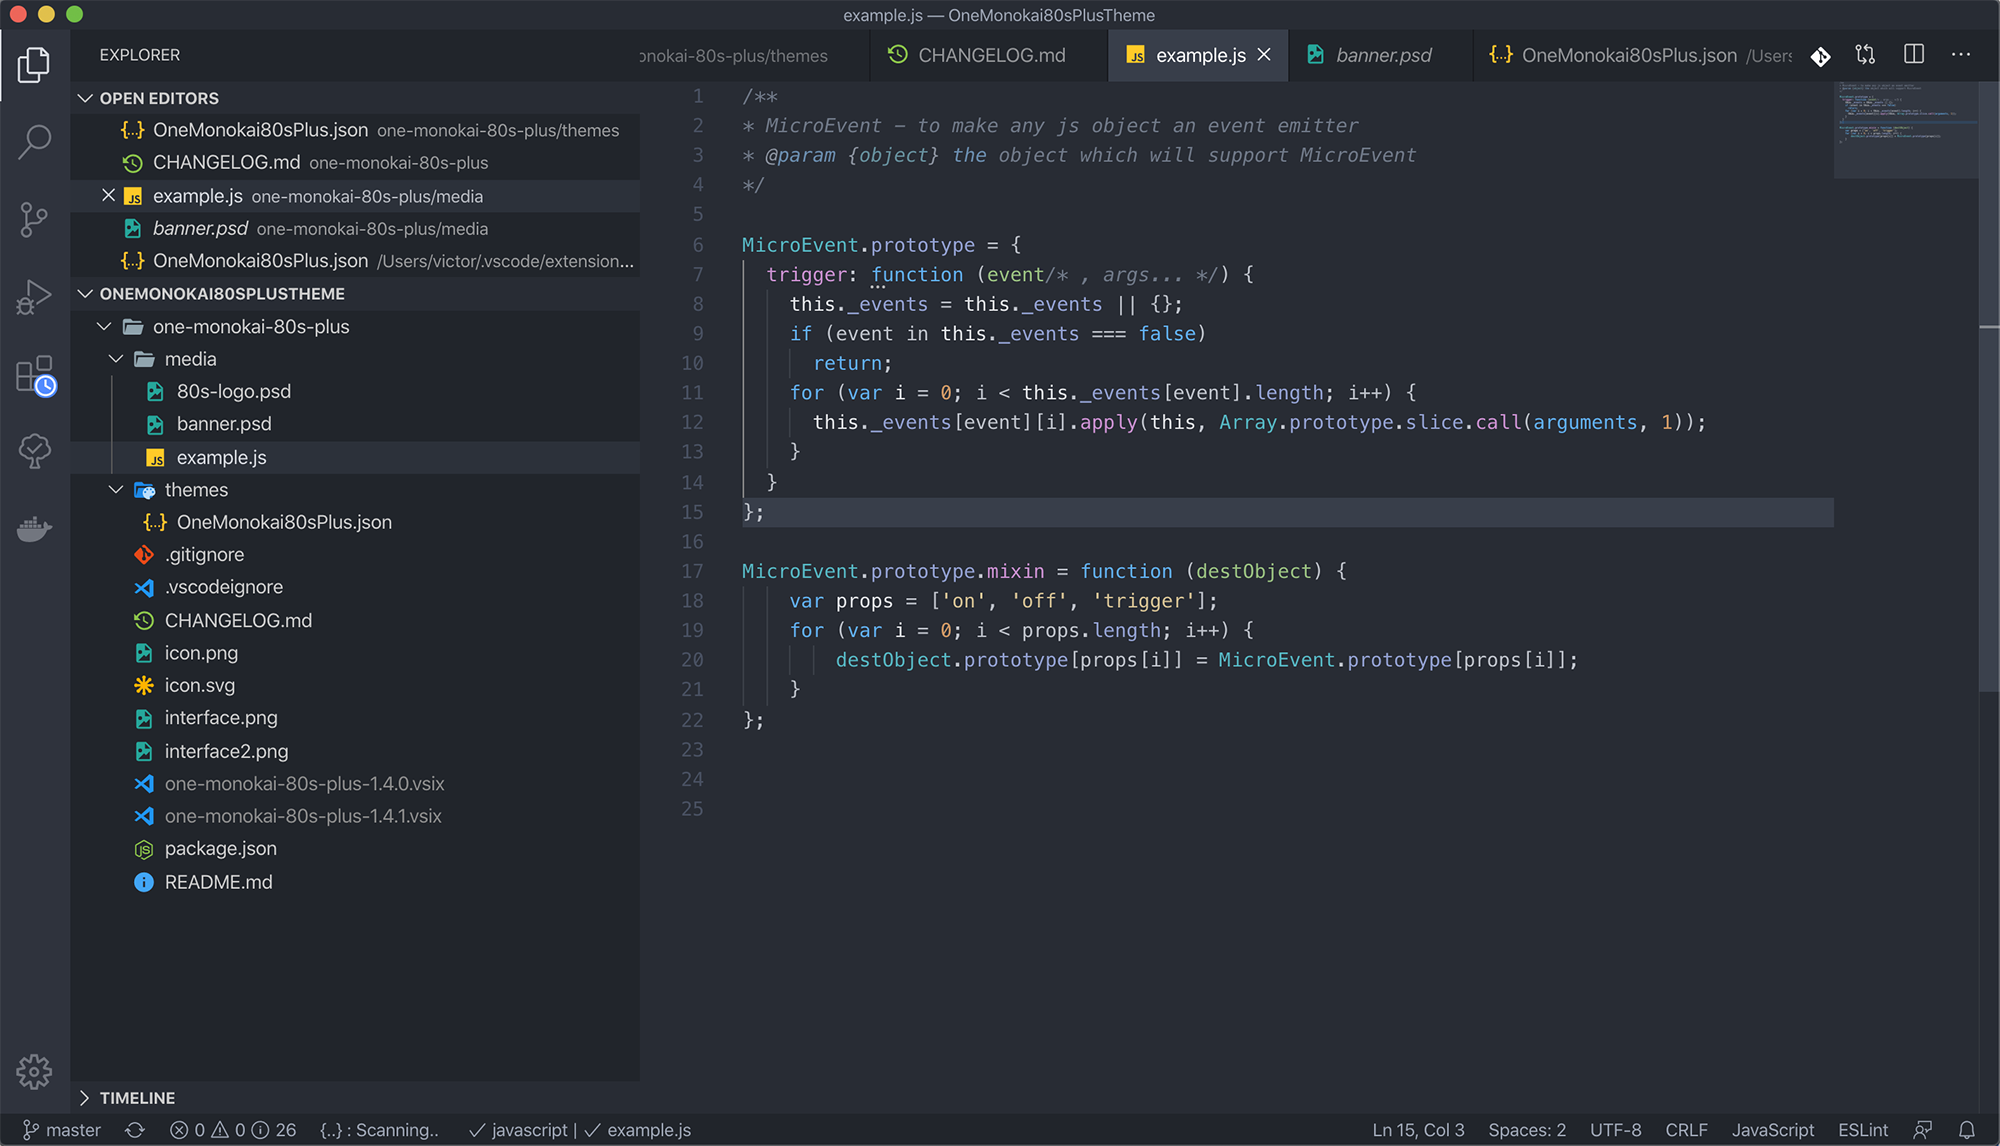 example.js — OneMonokai80sPlusTheme
EXPLORER
onokai-80s-plus/themes
CHANGELOG.md
JS example.js
banner.psd
{..} OneMonokai80sPlus.json /Users
OPEN EDITORS
{..} OneMonokai80sPlus.json one-monokai-80s-plus/themes
CHANGELOG.md one-monokai-80s-plus
JS example.js one-monokai-80s-plus/media
banner.psd one-monokai-80s-plus/media
{..} OneMonokai80sPlus.json /Users/victor/.vscode/extension...
ONEMONOKAI80SPLUSTHEME
one-monokai-80s-plus
media
80s-logo.psd
banner.psd
JS example.js
themes
{..} OneMonokai80sPlus.json
.gitignore
.vscodeignore
CHANGELOG.md
icon.png
icon.svg
interface.png
interface2.png
one-monokai-80s-plus-1.4.0.vsix
one-monokai-80s-plus-1.4.1.vsix
package.json
README.md
TIMELINE
1 /**
2 * MicroEvent – to make any js object an event emitter
3 * @param {object} the object which will support MicroEvent
4 */
5
6 MicroEvent.prototype = {
7 trigger: function (event/* , args... */) {
8 this._events = this._events || {};
9 if (event in this._events === false)
10 return;
11 for (var i = 0; i < this._events[event].length; i++) {
12 this._events[event][i].apply(this, Array.prototype.slice.call(arguments, 1));
13 }
14 }
15 };
16
17 MicroEvent.prototype.mixin = function (destObject) {
18 var props = ['on', 'off', 'trigger'];
19 for (var i = 0; i < props.length; i++) {
20 destObject.prototype[props[i]] = MicroEvent.prototype[props[i]];
21 }
22 };
23
24
25
master 0 0 26 {..} : Scanning.. ✓ javascript | ✓ example.js Ln 15, Col 3 Spaces: 2 UTF-8 CRLF JavaScript ESLint